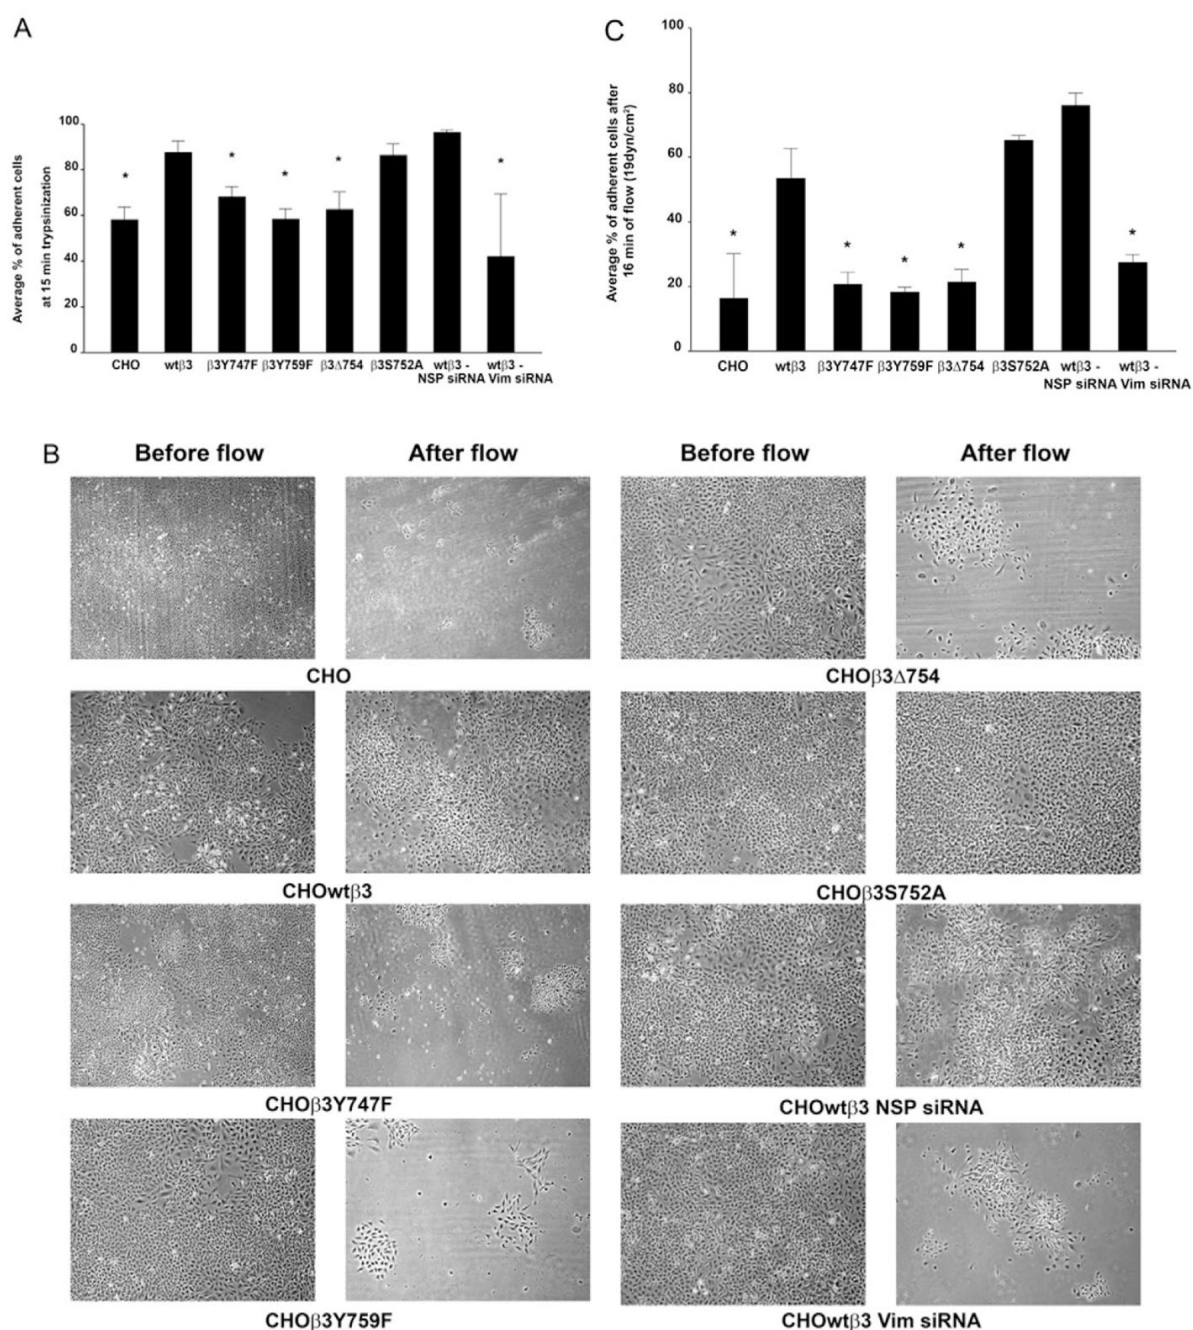 A
Average % of adherent cells
at 15 min trypsinization
100
80
60
40
20
0
*
*
*
*
*
CHO
wtβ3
β3Y747F
β3Y759F
β3Δ754
β3S752A
wtβ3 -
NSP siRNA
wtβ3 -
Vim siRNA
C
Average % of adherent cells after
16 min of flow (19dyn/cm²)
100
80
60
40
20
0
*
*
*
*
*
CHO
wtβ3
β3Y747F
β3Y759F
β3Δ754
β3S752A
wtβ3 -
NSP siRNA
wtβ3 -
Vim siRNA
B
Before flow
After flow
Before flow
After flow
CHO
CHOβ3Δ754
CHOwtβ3
CHOβ3S752A
CHOβ3Y747F
CHOwtβ3 NSP siRNA
CHOβ3Y759F
CHOwtβ3 Vim siRNA